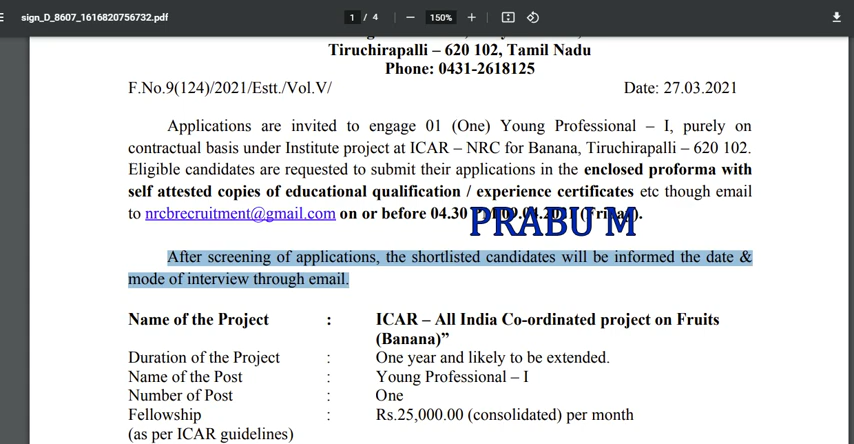 sign_D_8607_1616820756732.pdf
1 / 4
150%
Tiruchirapalli – 620 102, Tamil Nadu
Phone: 0431-2618125
F.No.9(124)/2021/Estt./Vol.V/ Date: 27.03.2021
Applications are invited to engage 01 (One) Young Professional – I, purely on
contractual basis under Institute project at ICAR – NRC for Banana, Tiruchirapalli – 620 102.
Eligible candidates are requested to submit their applications in the enclosed proforma with
self attested copies of educational qualification / experience certificates etc though email
to nrcbrecruitment@gmail.com on or before 04.30 PM 09.04.2021 (Friday).
PRABU M
After screening of applications, the shortlisted candidates will be informed the date &
mode of interview through email.
Name of the Project : ICAR – All India Co-ordinated project on Fruits
(Banana)”
Duration of the Project : One year and likely to be extended.
Name of the Post : Young Professional – I
Number of Post : One
Fellowship : Rs.25,000.00 (consolidated) per month
(as per ICAR guidelines)